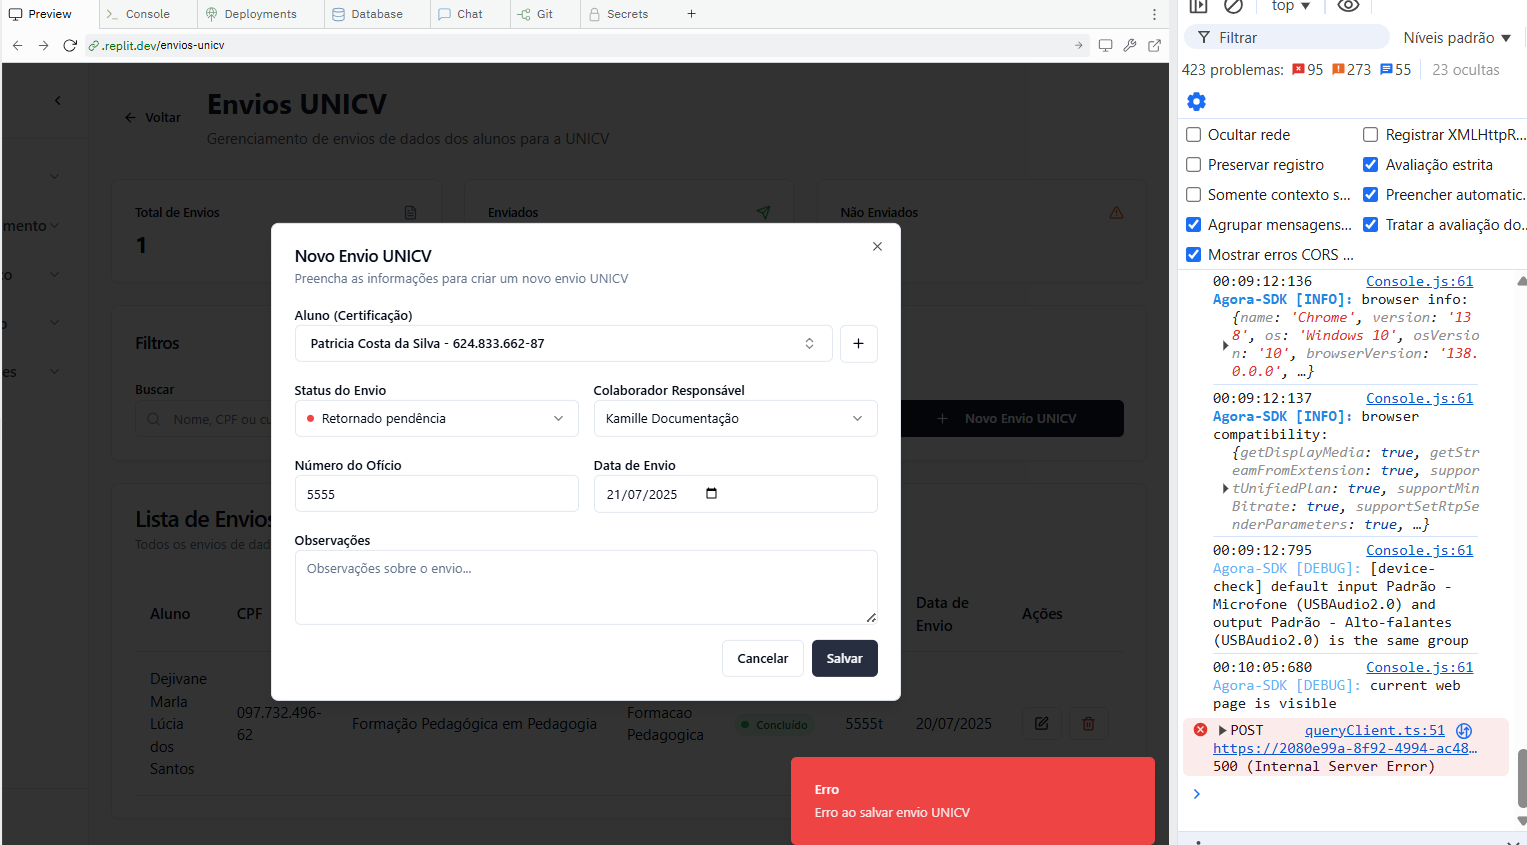 Preview
Console
Deployments
Database
Chat
Git
Secrets
.replit.dev/envios-unicv
Voltar
Envios UNICV
Gerenciamento de envios de dados dos alunos para a UNICV
Total de Envios
1
Enviados
Não Enviados
mento
o
o
es
Filtros
Buscar
Nome, CPF ou cu
Novo Envio UNICV
Novo Envio UNICV
Preencha as informações para criar um novo envio UNICV
Aluno (Certificação)
Patricia Costa da Silva - 624.833.662-87
Status do Envio
Colaborador Responsável
Retornado pendência
Kamille Documentação
Número do Ofício
Data de Envio
5555
21/07/2025
Observações
Observações sobre o envio...
Cancelar
Salvar
Lista de Envios
Todos os envios de dad
Aluno
CPF
Data de
Envio
Ações
Dejivane
Marla
Lúcia
dos
Santos
097.732.496-
62
Formação Pedagógica em Pedagogia
Formacao
Pedagogica
Concluído
5555t
20/07/2025
Erro
Erro ao salvar envio UNICV
top
Filtrar
Níveis padrão
423 problemas: 95 273 55 23 ocultas
Ocultar rede
Registrar XMLHttpR...
Preservar registro
Avaliação estrita
Somente contexto s...
Preencher automatic.
Agrupar mensagens...
Tratar a avaliação do..
Mostrar erros CORS ...
00:09:12:136 Console.js:61
Agora-SDK [INFO]: browser info:
{name: 'Chrome', version: '13
8', os: 'Windows 10', osVersio
n: '10', browserVersion: '138.
0.0.0', …}
00:09:12:137 Console.js:61
Agora-SDK [INFO]: browser
compatibility:
{getDisplayMedia: true, getStr
eamFromExtension: true, suppor
tUnifiedPlan: true, supportMin
Bitrate: true, supportSetRtpSe
nderParameters: true, …}
00:09:12:795 Console.js:61
Agora-SDK [DEBUG]: [device-
check] default input Padrão -
Microfone (USBAudio2.0) and
output Padrão - Alto-falantes
(USBAudio2.0) is the same group
00:10:05:680 Console.js:61
Agora-SDK [DEBUG]: current web
page is visible
POST queryClient.ts:51
https://2080e99a-8f92-4994-ac48…
500 (Internal Server Error)